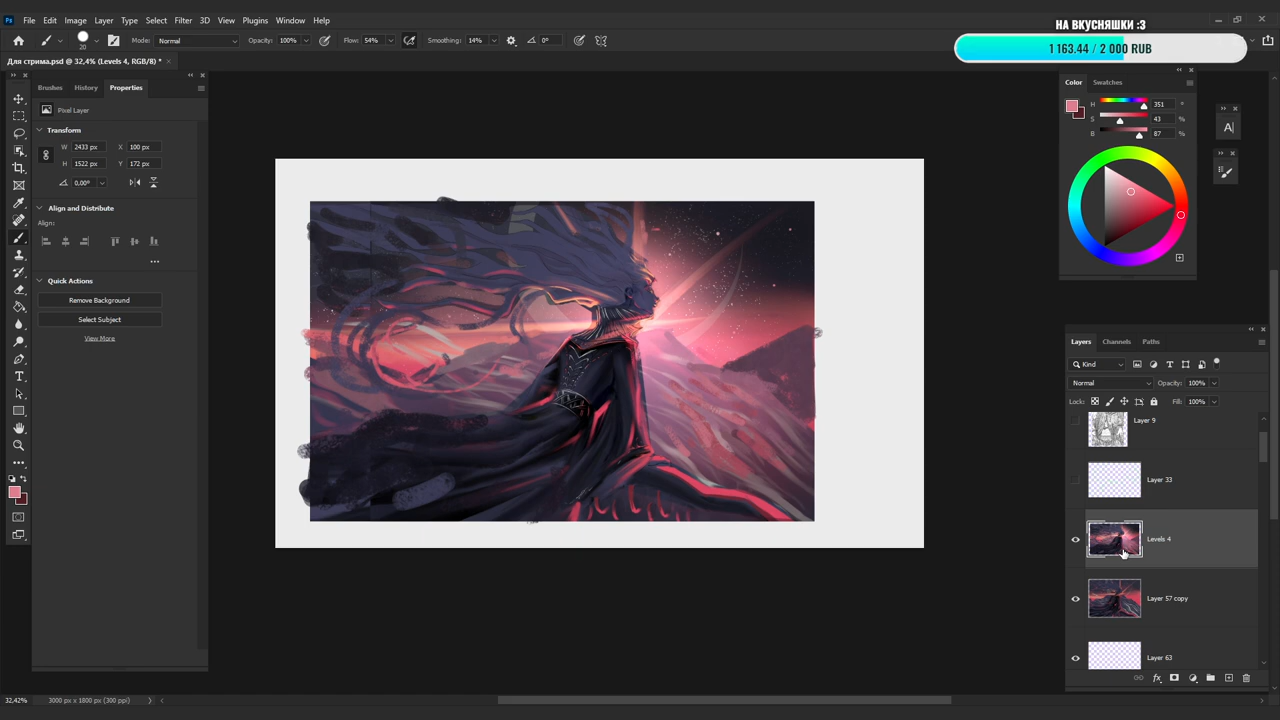 НА ВКУСНЯШКИ :3
1 163.44 / 2 000 RUB
Ps File Edit Image Layer Type Select Filter 3D View Plugins Window Help
20 Mode: Normal Opacity: 100% Flow: 54% Smoothing: 14% 0°
Для стрима.psd @ 32,4% (Levels 4, RGB/8) *
Brushes History Properties
Pixel Layer
Transform
W 2433 px X 100 px
H 1522 px Y 172 px
0,00°
Align and Distribute
Align:
Quick Actions
Remove Background
Select Subject
View More
Color Swatches
H 351 °
S 43 %
B 87 %
A
Layers Channels Paths
Kind
Normal Opacity: 100%
Lock: Fill: 100%
Layer 9
Layer 33
Levels 4
Layer 57 copy
Layer 63
fx
32,42% 3000 px x 1800 px (300 ppi)